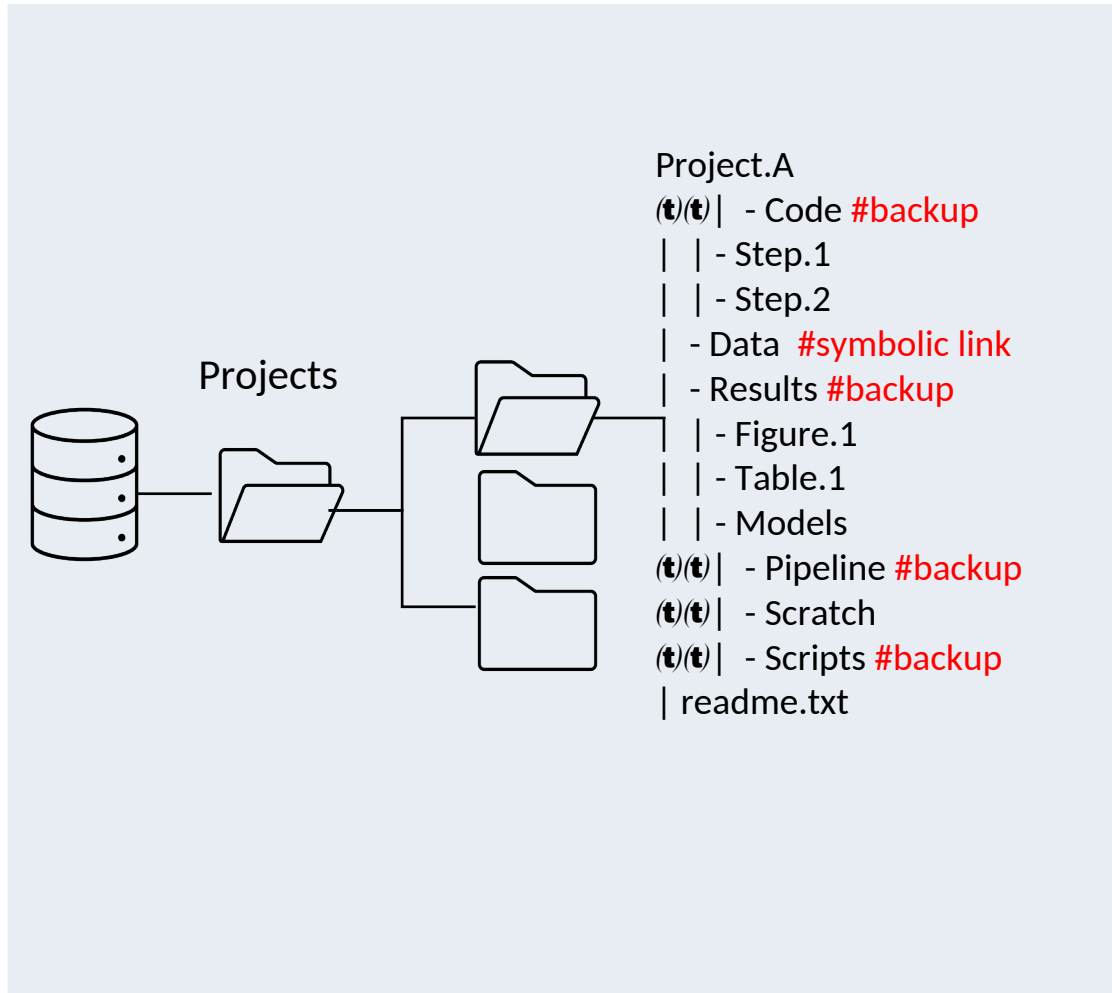 Projects
Project.A
(t)(t)| - Code #backup
| | - Step.1
| | - Step.2
| - Data #symbolic link
| - Results #backup
| | - Figure.1
| | - Table.1
| | - Models
(t)(t)| - Pipeline #backup
(t)(t)| - Scratch
(t)(t)| - Scripts #backup
| readme.txt